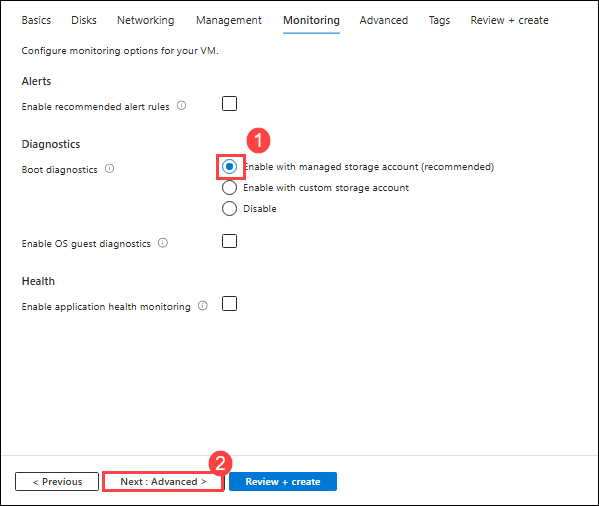 Basics Disks Networking Management Monitoring Advanced Tags Review + create
Configure monitoring options for your VM.
Alerts
Enable recommended alert rules
Diagnostics
1
Boot diagnostics
Enable with managed storage account (recommended)
Enable with custom storage account
Disable
Enable OS guest diagnostics
Health
Enable application health monitoring
2
< Previous Next : Advanced > Review + create